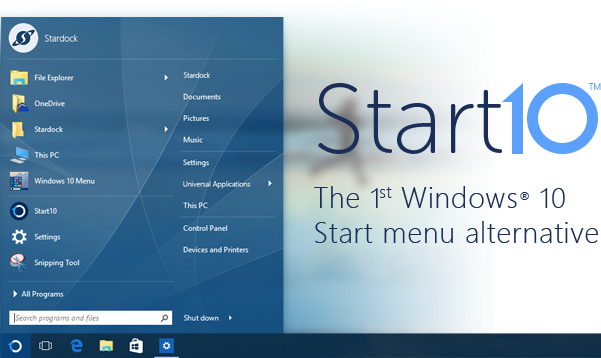 Stardock
File Explorer
OneDrive
Stardock
This PC
Windows 10 Menu
Start10
Settings
Snipping Tool
All Programs
Search programs and files
Stardock
Documents
Pictures
Music
Settings
Universal Applications
This PC
Control Panel
Devices and Printers
Shut down
Start10™
The 1st Windows® 10
Start menu alternative